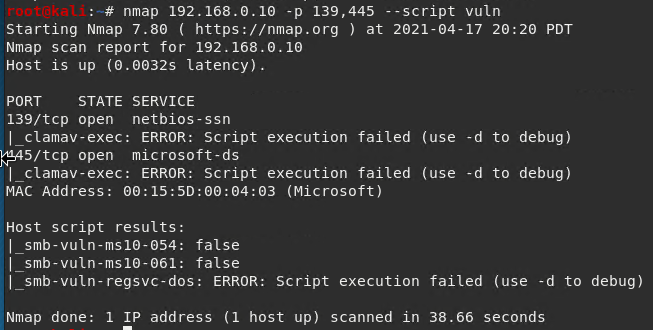 root@kali:~# nmap 192.168.0.10 -p 139,445 --script vuln
Starting Nmap 7.80 ( https://nmap.org ) at 2021-04-17 20:20 PDT
Nmap scan report for 192.168.0.10
Host is up (0.0032s latency).
PORT    STATE SERVICE
139/tcp open  netbios-ssn
|_clamav-exec: ERROR: Script execution failed (use -d to debug)
445/tcp open  microsoft-ds
|_clamav-exec: ERROR: Script execution failed (use -d to debug)
MAC Address: 00:15:5D:00:04:03 (Microsoft)
Host script results:
|_smb-vuln-ms10-054: false
|_smb-vuln-ms10-061: false
|_smb-vuln-regsvc-dos: ERROR: Script execution failed (use -d to debug)
Nmap done: 1 IP address (1 host up) scanned in 38.66 seconds